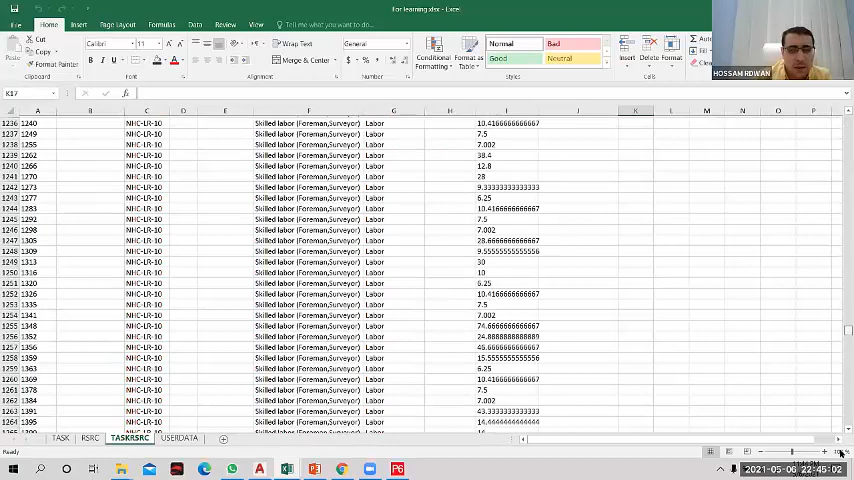 For learning.xlsx - Excel
File Home Insert Page Layout Formulas Data Review View Tell me what you want to do...
Cut
Copy
Format Painter
Clipboard
Calibri 11
B I U
Font
Wrap Text
Merge & Center
Alignment
General
$ % ,
Number
Conditional Formatting
Format as Table
Normal Bad
Good Neutral
Styles
Insert Delete Format
Cells
HOSSAM RDWAN
K17 fx
A B C D E F G H I J K L M N O P
1236 1240 NHC-LR-10 Skilled labor (Foreman,Surveyor) Labor 10.4166666666667
1237 1249 NHC-LR-10 Skilled labor (Foreman,Surveyor) Labor 7.5
1238 1255 NHC-LR-10 Skilled labor (Foreman,Surveyor) Labor 7.002
1239 1262 NHC-LR-10 Skilled labor (Foreman,Surveyor) Labor 38.4
1240 1266 NHC-LR-10 Skilled labor (Foreman,Surveyor) Labor 12.8
1241 1270 NHC-LR-10 Skilled labor (Foreman,Surveyor) Labor 28
1242 1273 NHC-LR-10 Skilled labor (Foreman,Surveyor) Labor 9.33333333333333
1243 1277 NHC-LR-10 Skilled labor (Foreman,Surveyor) Labor 6.25
1244 1283 NHC-LR-10 Skilled labor (Foreman,Surveyor) Labor 10.4166666666667
1245 1292 NHC-LR-10 Skilled labor (Foreman,Surveyor) Labor 7.5
1246 1298 NHC-LR-10 Skilled labor (Foreman,Surveyor) Labor 7.002
1247 1305 NHC-LR-10 Skilled labor (Foreman,Surveyor) Labor 28.6666666666667
1248 1309 NHC-LR-10 Skilled labor (Foreman,Surveyor) Labor 9.55555555555556
1249 1313 NHC-LR-10 Skilled labor (Foreman,Surveyor) Labor 30
1250 1316 NHC-LR-10 Skilled labor (Foreman,Surveyor) Labor 10
1251 1320 NHC-LR-10 Skilled labor (Foreman,Surveyor) Labor 6.25
1252 1326 NHC-LR-10 Skilled labor (Foreman,Surveyor) Labor 10.4166666666667
1253 1335 NHC-LR-10 Skilled labor (Foreman,Surveyor) Labor 7.5
1254 1341 NHC-LR-10 Skilled labor (Foreman,Surveyor) Labor 7.002
1255 1348 NHC-LR-10 Skilled labor (Foreman,Surveyor) Labor 74.6666666666667
1256 1352 NHC-LR-10 Skilled labor (Foreman,Surveyor) Labor 24.8888888888889
1257 1356 NHC-LR-10 Skilled labor (Foreman,Surveyor) Labor 46.6666666666667
1258 1359 NHC-LR-10 Skilled labor (Foreman,Surveyor) Labor 15.5555555555556
1259 1363 NHC-LR-10 Skilled labor (Foreman,Surveyor) Labor 6.25
1260 1369 NHC-LR-10 Skilled labor (Foreman,Surveyor) Labor 10.4166666666667
1261 1378 NHC-LR-10 Skilled labor (Foreman,Surveyor) Labor 7.5
1262 1384 NHC-LR-10 Skilled labor (Foreman,Surveyor) Labor 7.002
1263 1391 NHC-LR-10 Skilled labor (Foreman,Surveyor) Labor 43.3333333333333
1264 1395 NHC-LR-10 Skilled labor (Foreman,Surveyor) Labor 14.4444444444444
TASK RSRC TASKRSRC USERDATA
Ready
P6
2021-05-06 22:45:02